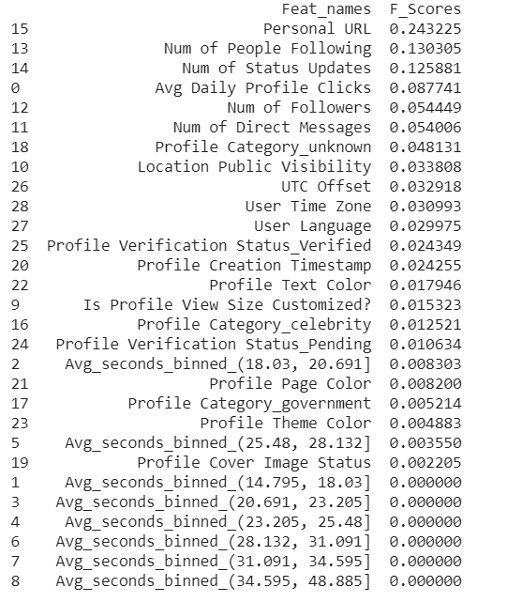 Feat_names F_Scores
15 Personal URL 0.243225
13 Num of People Following 0.130305
14 Num of Status Updates 0.125881
0 Avg Daily Profile Clicks 0.087741
12 Num of Followers 0.054449
11 Num of Direct Messages 0.054006
18 Profile Category_unknown 0.048131
10 Location Public Visibility 0.033808
26 UTC Offset 0.032918
28 User Time Zone 0.030993
27 User Language 0.029975
25 Profile Verification Status_Verified 0.024349
20 Profile Creation Timestamp 0.024255
22 Profile Text Color 0.017946
9 Is Profile View Size Customized? 0.015323
16 Profile Category_celebrity 0.012521
24 Profile Verification Status_Pending 0.010634
2 Avg_seconds_binned_(18.03, 20.691] 0.008303
21 Profile Page Color 0.008200
17 Profile Category_government 0.005214
23 Profile Theme Color 0.004883
5 Avg_seconds_binned_(25.48, 28.132] 0.003550
19 Profile Cover Image Status 0.002205
1 Avg_seconds_binned_(14.795, 18.03] 0.000000
3 Avg_seconds_binned_(20.691, 23.205] 0.000000
4 Avg_seconds_binned_(23.205, 25.48] 0.000000
6 Avg_seconds_binned_(28.132, 31.091] 0.000000
7 Avg_seconds_binned_(31.091, 34.595] 0.000000
8 Avg_seconds_binned_(34.595, 48.885] 0.000000